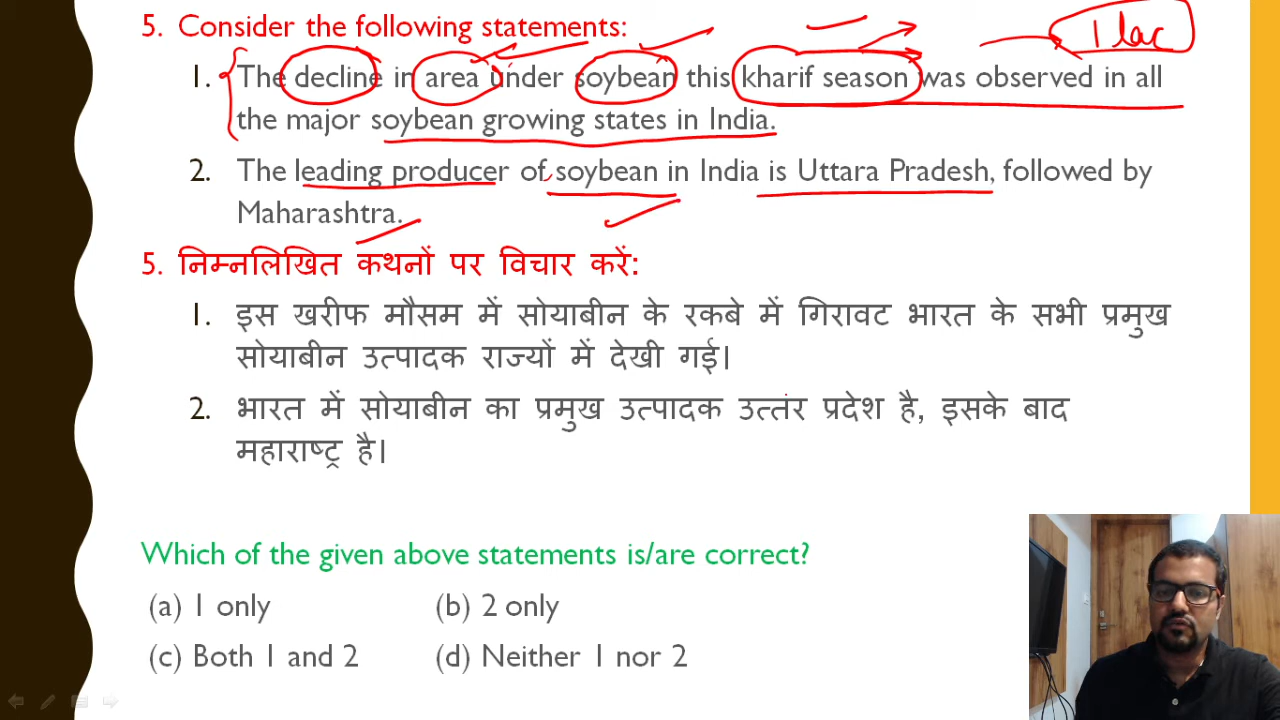 5. Consider the following statements:
1 lac
1. The decline in area under soybean this kharif season was observed in all
the major soybean growing states in India.
2. The leading producer of soybean in India is Uttara Pradesh, followed by
Maharashtra.
5. निम्नलिखित कथनों पर विचार करें:
1. इस खरीफ मौसम में सोयाबीन के रकबे में गिरावट भारत के सभी प्रमुख
सोयाबीन उत्पादक राज्यों में देखी गई।
2. भारत में सोयाबीन का प्रमुख उत्पादक उत्तंर प्रदेश है, इसके बाद
महाराष्ट्र है।
Which of the given above statements is/are correct?
(a) 1 only (b) 2 only
(c) Both 1 and 2 (d) Neither 1 nor 2